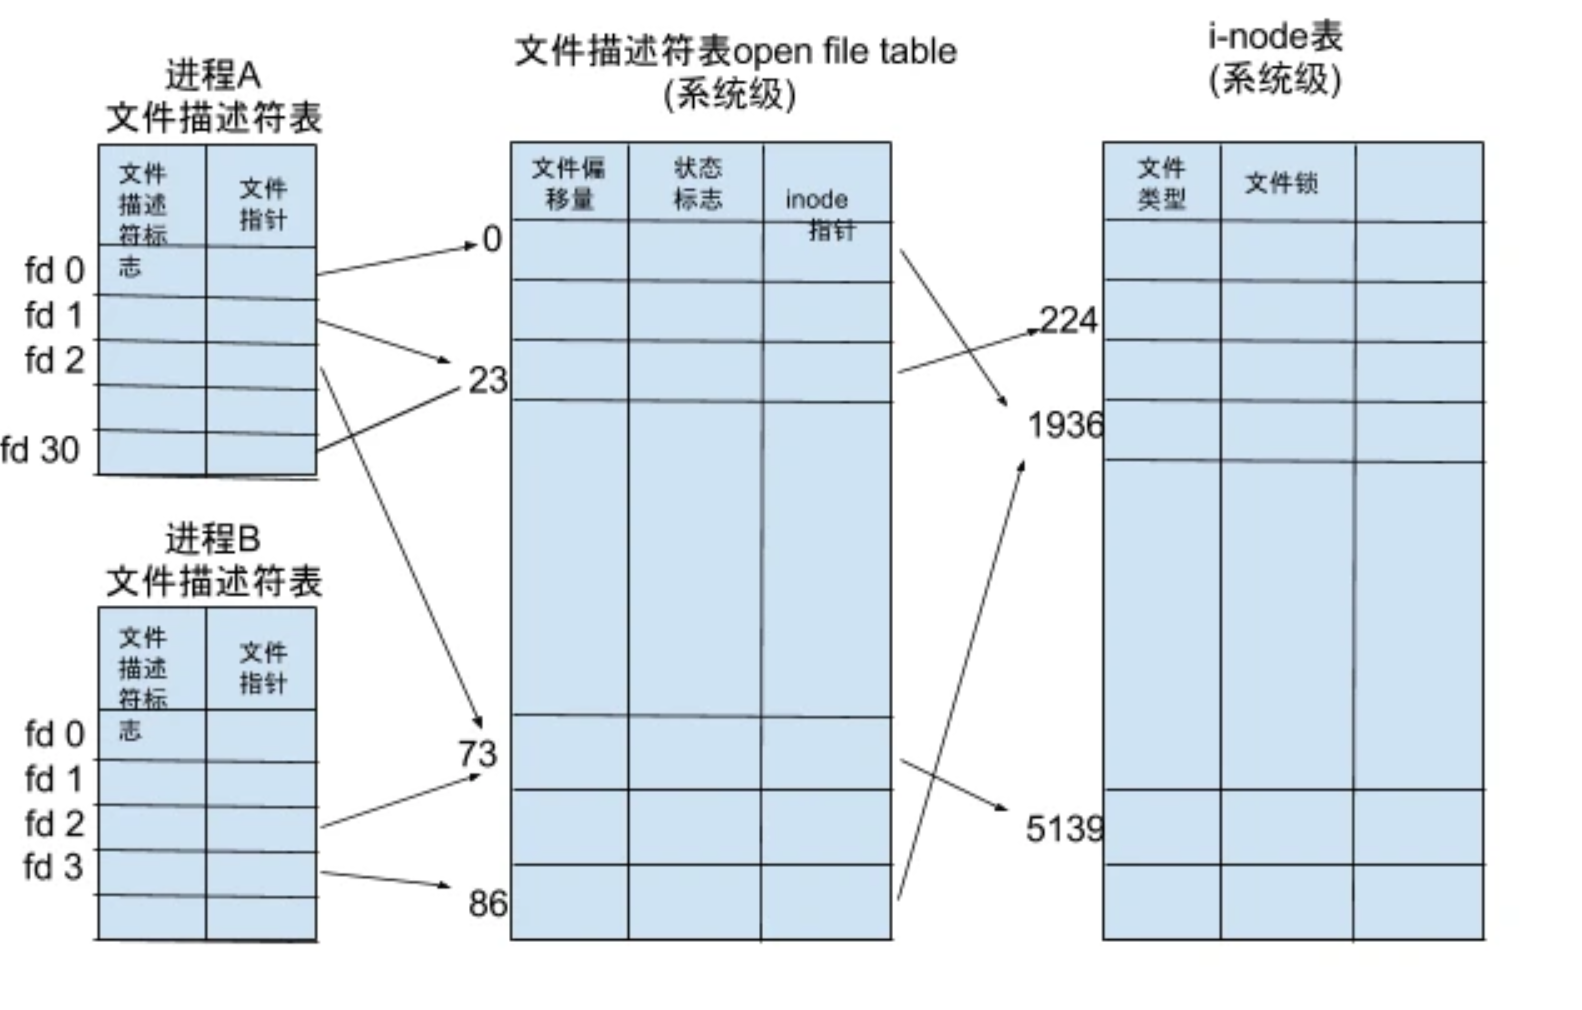 进程A
文件描述符表
文件
描述
符标
志
文件
指针
fd 0
fd 1
fd 2
fd 30
进程B
文件描述符表
文件
描述
符标
志
文件
指针
fd 0
fd 1
fd 2
fd 3
文件描述符表open file table
(系统级)
文件偏
移量
状态
标志
inode
指针
0
23
73
86
i-node表
(系统级)
文件
类型
文件锁
224
1936
5139